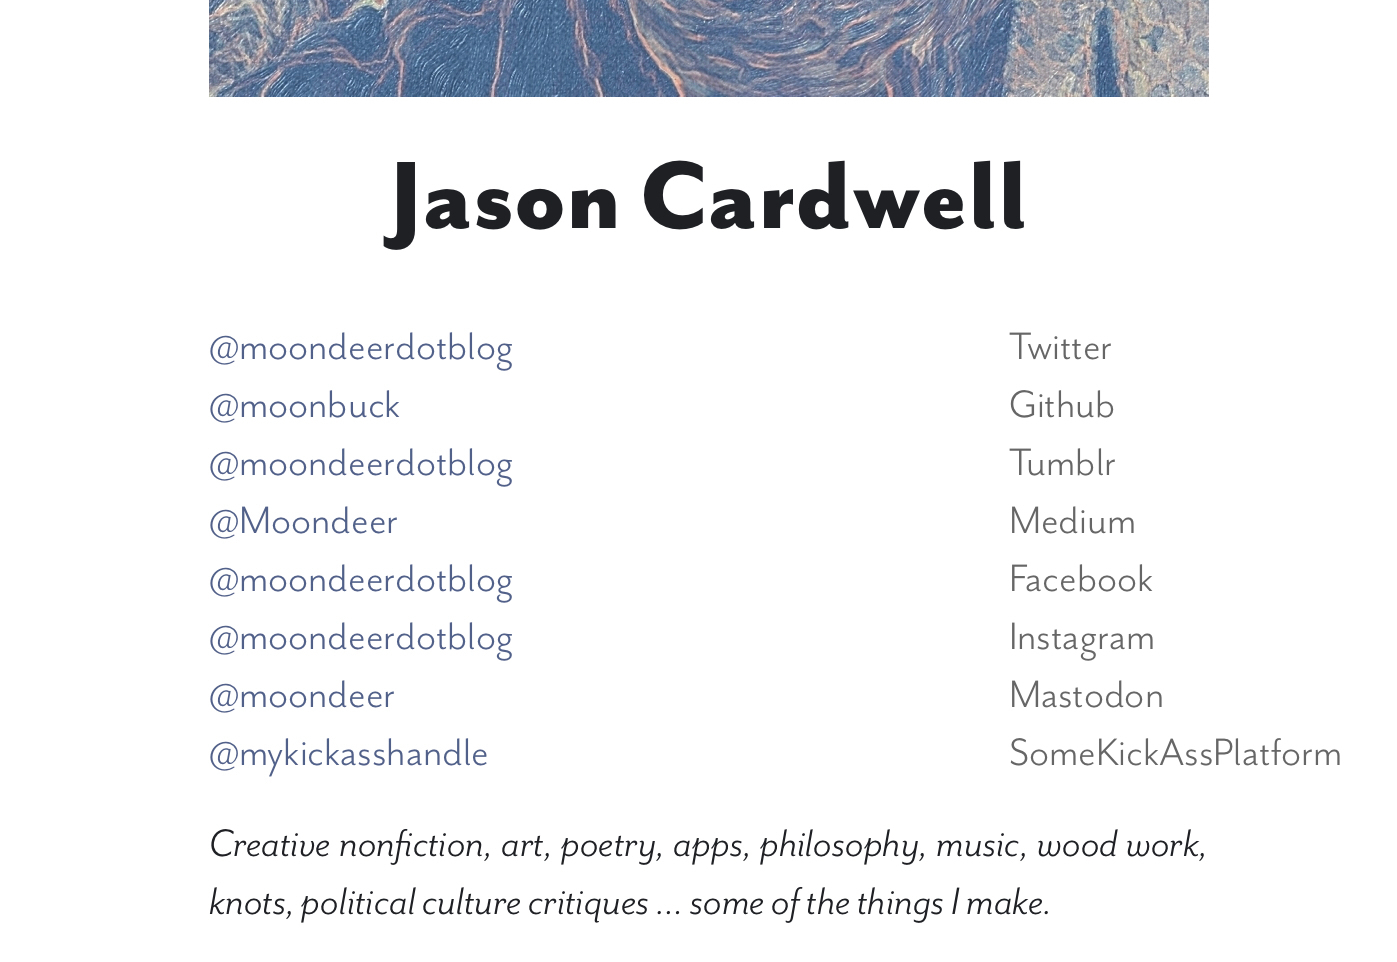 Jason Cardwell
@moondeerdotblog Twitter
@moonbuck Github
@moondeerdotblog Tumblr
@Moondeer Medium
@moondeerdotblog Facebook
@moondeerdotblog Instagram
@moondeer Mastodon
@mykickasshandle SomeKickAssPlatform
Creative nonfiction, art, poetry, apps, philosophy, music, wood work,
knots, political culture critiques ... some of the things I make.